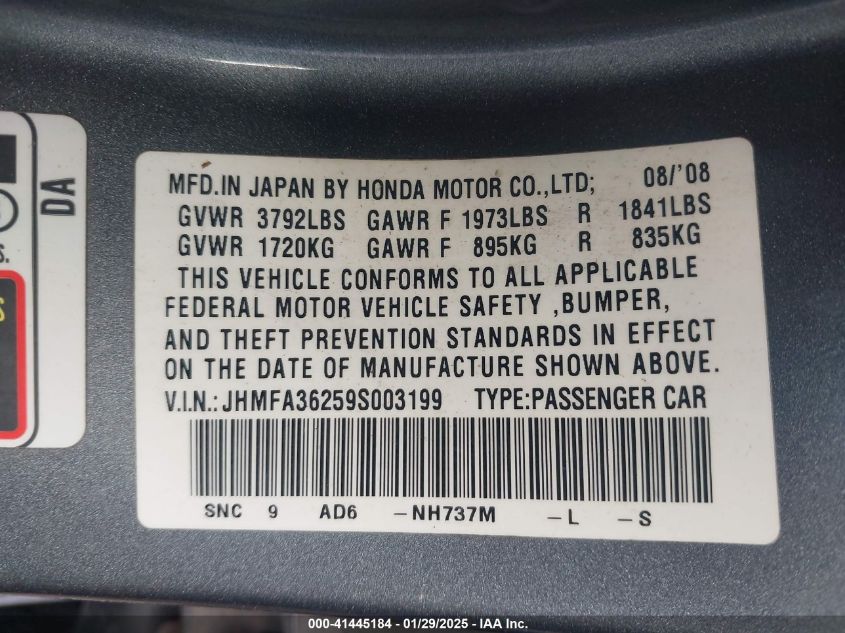 DA
S.
S
MFD.IN JAPAN BY HONDA MOTOR CO.,LTD; 08/'08
GVWR 3792LBS GAWR F 1973LBS R 1841LBS
GVWR 1720KG GAWR F 895KG R 835KG
THIS VEHICLE CONFORMS TO ALL APPLICABLE
FEDERAL MOTOR VEHICLE SAFETY ,BUMPER,
AND THEFT PREVENTION STANDARDS IN EFFECT
ON THE DATE OF MANUFACTURE SHOWN ABOVE.
V.I.N.: JHMFA36259S003199 TYPE:PASSENGER CAR
SNC 9 AD6 –NH737M –L –S
000-41445184 - 01/29/2025 - IAA Inc.